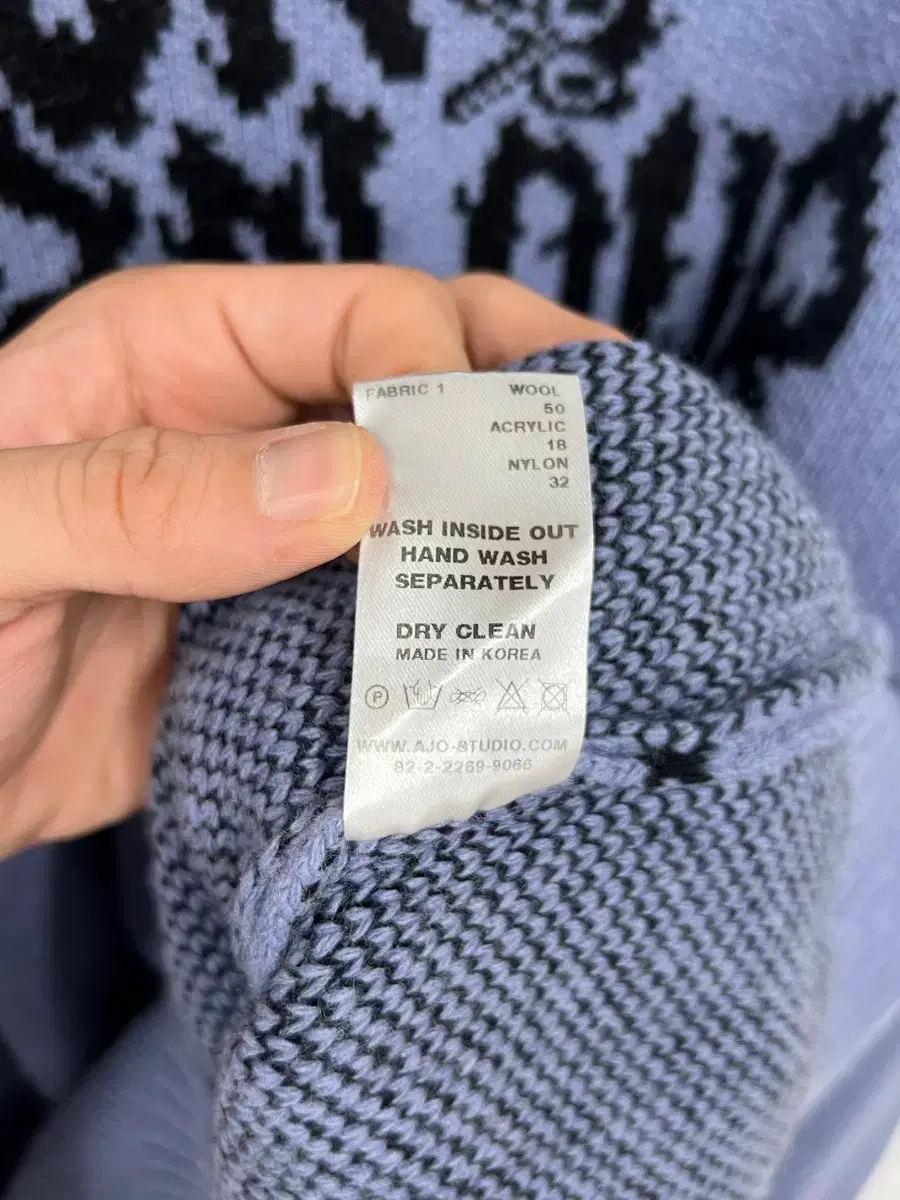 FABRIC 1 WOOL
50
ACRYLIC
18
NYLON
32
WASH INSIDE OUT
HAND WASH
SEPARATELY
DRY CLEAN
MADE IN KOREA
P
WWW.AJO-STUDIO.COM
82-2-2269-9066